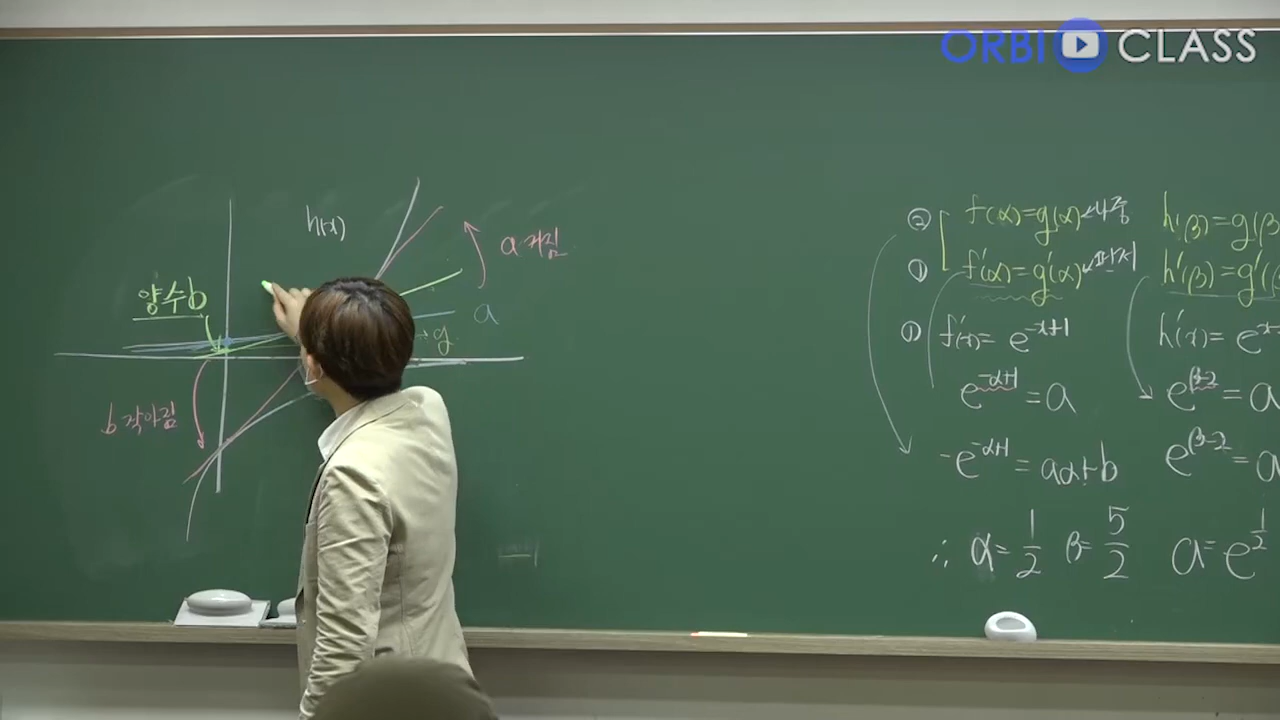 ORBI CLASS
h(x)
a 커짐
양수b
a
→g
b 작아짐
② f(α)=g(α) ←나중 h(β)=g(β
① f'(α)=g'(α) ←먼저 h'(β)=g'(
① f'(x)=e^{-x+1} h'(x)=e^{x-
e^{-α+1}=a e^{β-2}=a
-e^{-α+1}=aα+b e^{β-2}=a
∴ α=1/2 β=5/2 a=e^{1/2}